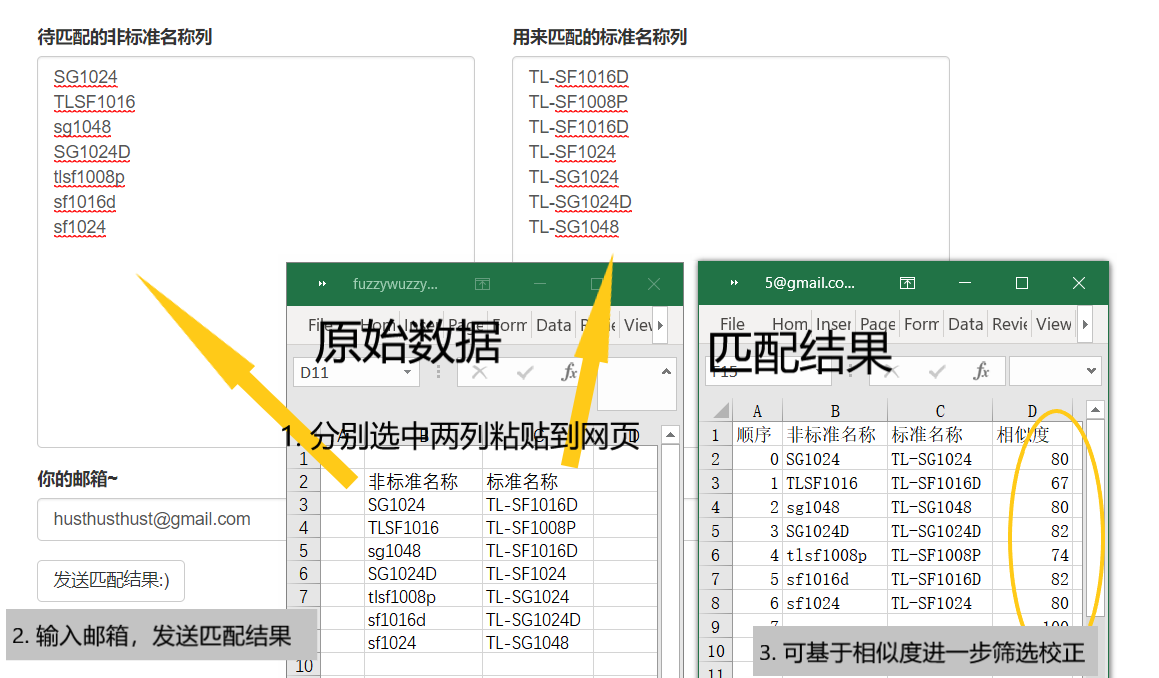 待匹配的非标准名称列
SG1024
TLSF1016
sg1048
SG1024D
tlsf1008p
sf1016d
sf1024
用来匹配的标准名称列
TL-SF1016D
TL-SF1008P
TL-SF1016D
TL-SF1024
TL-SG1024
TL-SG1024D
TL-SG1048
你的邮箱~
husthusthust@gmail.com
发送匹配结果:)
2. 输入邮箱，发送匹配结果
fuzzywuzzy...
Data
原始数据
D11
fx
1. 分别选中两列粘贴到网页
1
2 非标准名称 标准名称
3 SG1024 TL-SF1016D
4 TLSF1016 TL-SF1008P
5 sg1048 TL-SF1016D
6 SG1024D TL-SF1024
7 tlsf1008p TL-SG1024
8 sf1016d TL-SG1024D
9 sf1024 TL-SG1048
10
5@gmail.co...
File Hom Inser Page Form Data Revie View
匹配结果
F15
fx
A B C D
1 顺序 非标准名称 标准名称 相似度
2 0 SG1024 TL-SG1024 80
3 1 TLSF1016 TL-SF1016D 67
4 2 sg1048 TL-SG1048 80
5 3 SG1024D TL-SG1024D 82
6 4 tlsf1008p TL-SF1008P 74
7 5 sf1016d TL-SF1016D 82
8 6 sf1024 TL-SF1024 80
9
10
11
3. 可基于相似度进一步筛选校正